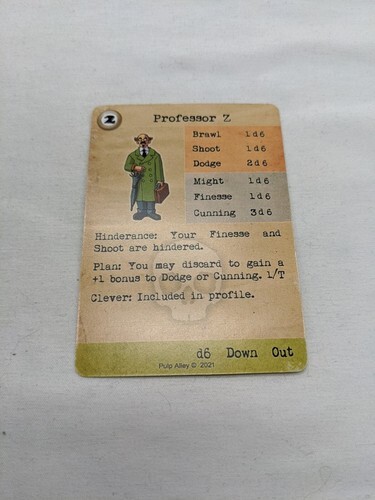 2
Professor Z
Brawl 1d6
Shoot 1d6
Dodge 2d6
Might 1d6
Finesse 1d6
Cunning 3d6
Hinderance: Your Finesse and
Shoot are hindered.
Plan: You may discard to gain a
+1 bonus to Dodge or Cunning. 1/T
Clever: Included in profile.
d6 Down Out
Pulp Alley © 2021